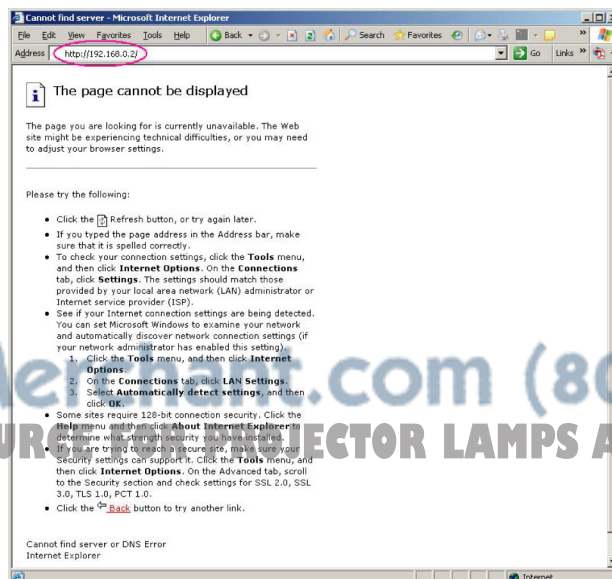 Cannot find server - Microsoft Internet Explorer
File Edit View Favorites Tools Help Back Search Favorites
Address http://192.168.0.2/ Go Links
The page cannot be displayed
The page you are looking for is currently unavailable. The Web
site might be experiencing technical difficulties, or you may need
to adjust your browser settings.
Please try the following:
Click the Refresh button, or try again later.
If you typed the page address in the Address bar, make
sure that it is spelled correctly.
To check your connection settings, click the Tools menu,
and then click Internet Options. On the Connections
tab, click Settings. The settings should match those
provided by your local area network (LAN) administrator or
Internet service provider (ISP).
See if your Internet connection settings are being detected.
You can set Microsoft Windows to examine your network
and automatically discover network connection settings (if
your network administrator has enabled this setting).
1. Click the Tools menu, and then click Internet
Options.
2. On the Connections tab, click LAN Settings.
3. Select Automatically detect settings, and then
click OK.
Some sites require 128-bit connection security. Click the
Help menu and then click About Internet Explorer to
determine what strength security you have installed.
If you are trying to reach a secure site, make sure your
Security settings can support it. Click the Tools menu, and
then click Internet Options. On the Advanced tab, scroll
to the Security section and check settings for SSL 2.0, SSL
3.0, TLS 1.0, PCT 1.0.
Click the Back button to try another link.
Cannot find server or DNS Error
Internet Explorer
Internet
Merchant.com (80
URCE FOR PROJECTOR LAMPS A